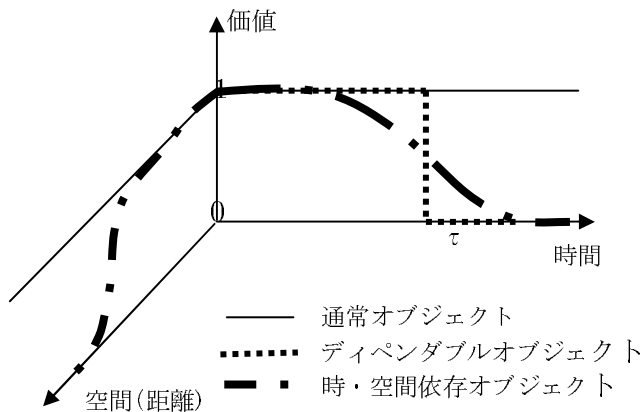 価値
1
0
τ
時間
通常オブジェクト
ディペンダブルオブジェクト
時・空間依存オブジェクト
空間(距離)